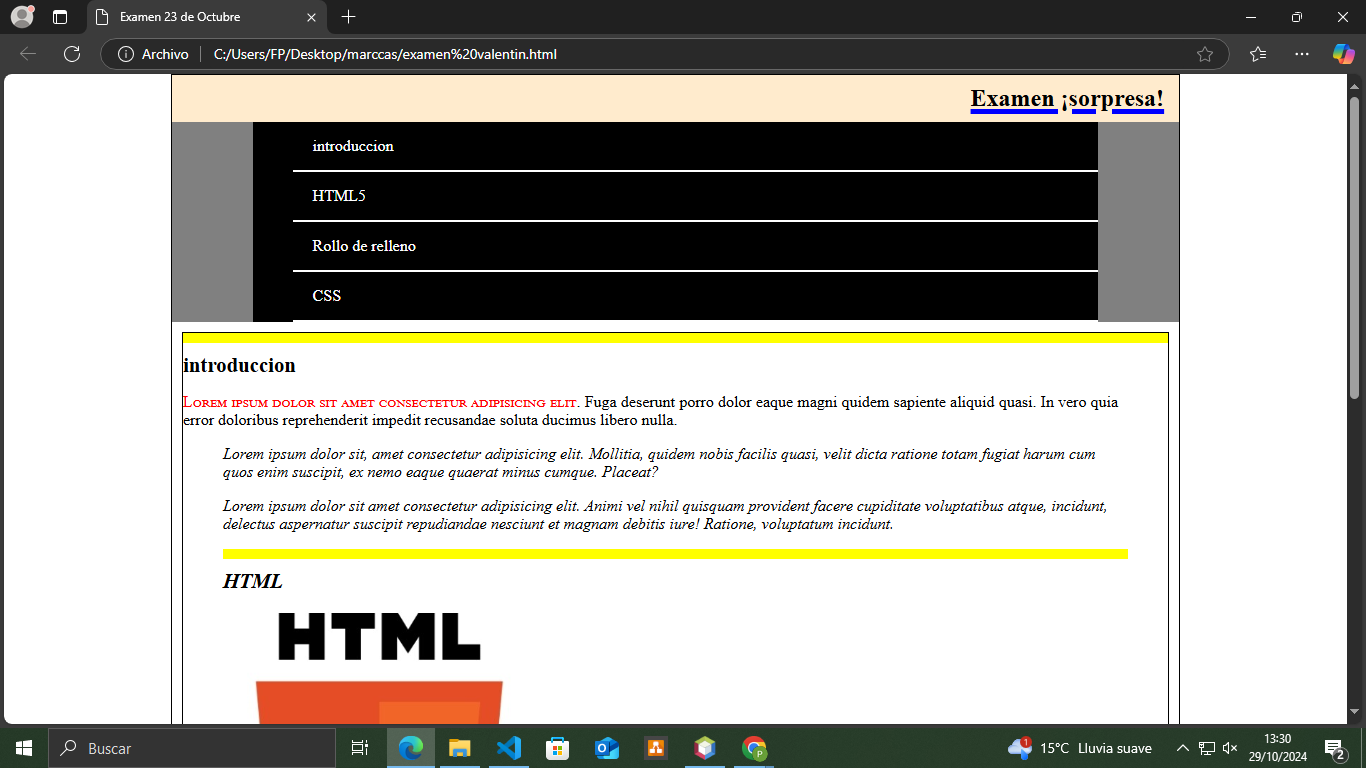 Examen 23 de Octubre
Archivo
C:/Users/FP/Desktop/marccas/examen%20valentin.html
Examen ¡sorpresa!
introduccion
HTML5
Rollo de relleno
CSS
introduccion
Lorem ipsum dolor sit amet consectetur adipisicing elit. Fuga deserunt porro dolor eaque magni quidem sapiente aliquid quasi. In vero quia
error doloribus reprehenderit impedit recusandae soluta ducimus libero nulla.
Lorem ipsum dolor sit, amet consectetur adipisicing elit. Mollitia, quidem nobis facilis quasi, velit dicta ratione totam fugiat harum cum
quos enim suscipit, ex nemo eaque quaerat minus cumque. Placeat?
Lorem ipsum dolor sit amet consectetur adipisicing elit. Animi vel nihil quisquam provident facere cupiditate voluptatibus atque, incidunt,
delectus aspernatur suscipit repudiandae nesciunt et magnam debitis iure! Ratione, voluptatum incidunt.
HTML
HTML
Buscar
P
1
15°C Lluvia suave
13:30
29/10/2024
2